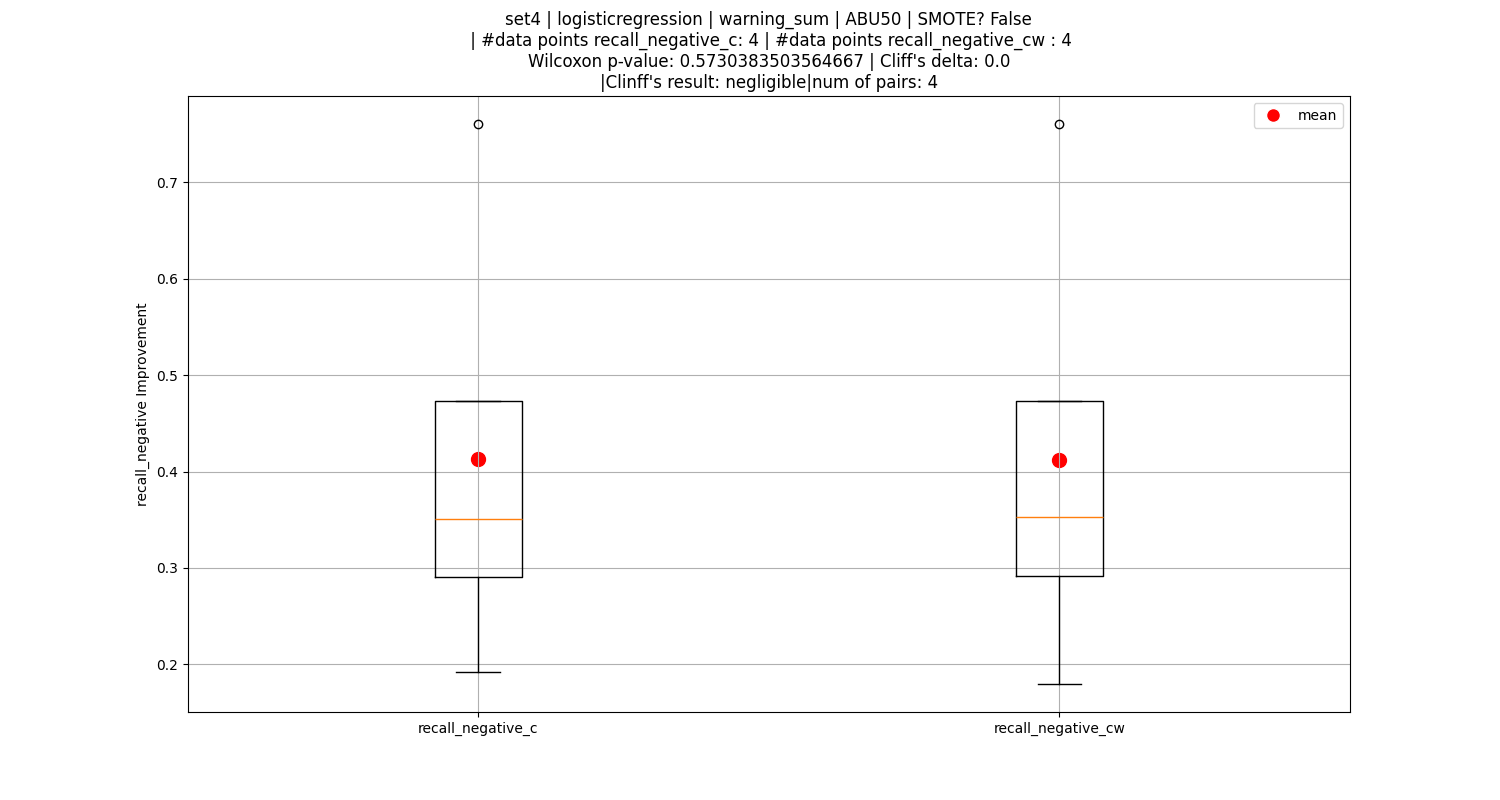 set4 | logisticregression | warning_sum | ABU50 | SMOTE? False
| #data points recall_negative_c: 4 | #data points recall_negative_cw : 4
Wilcoxon p-value: 0.5730383503564667 | Cliff's delta: 0.0
|Clinff's result: negligible|num of pairs: 4
mean
recall_negative Improvement
0.7
0.6
0.5
0.4
0.3
0.2
recall_negative_c
recall_negative_cw